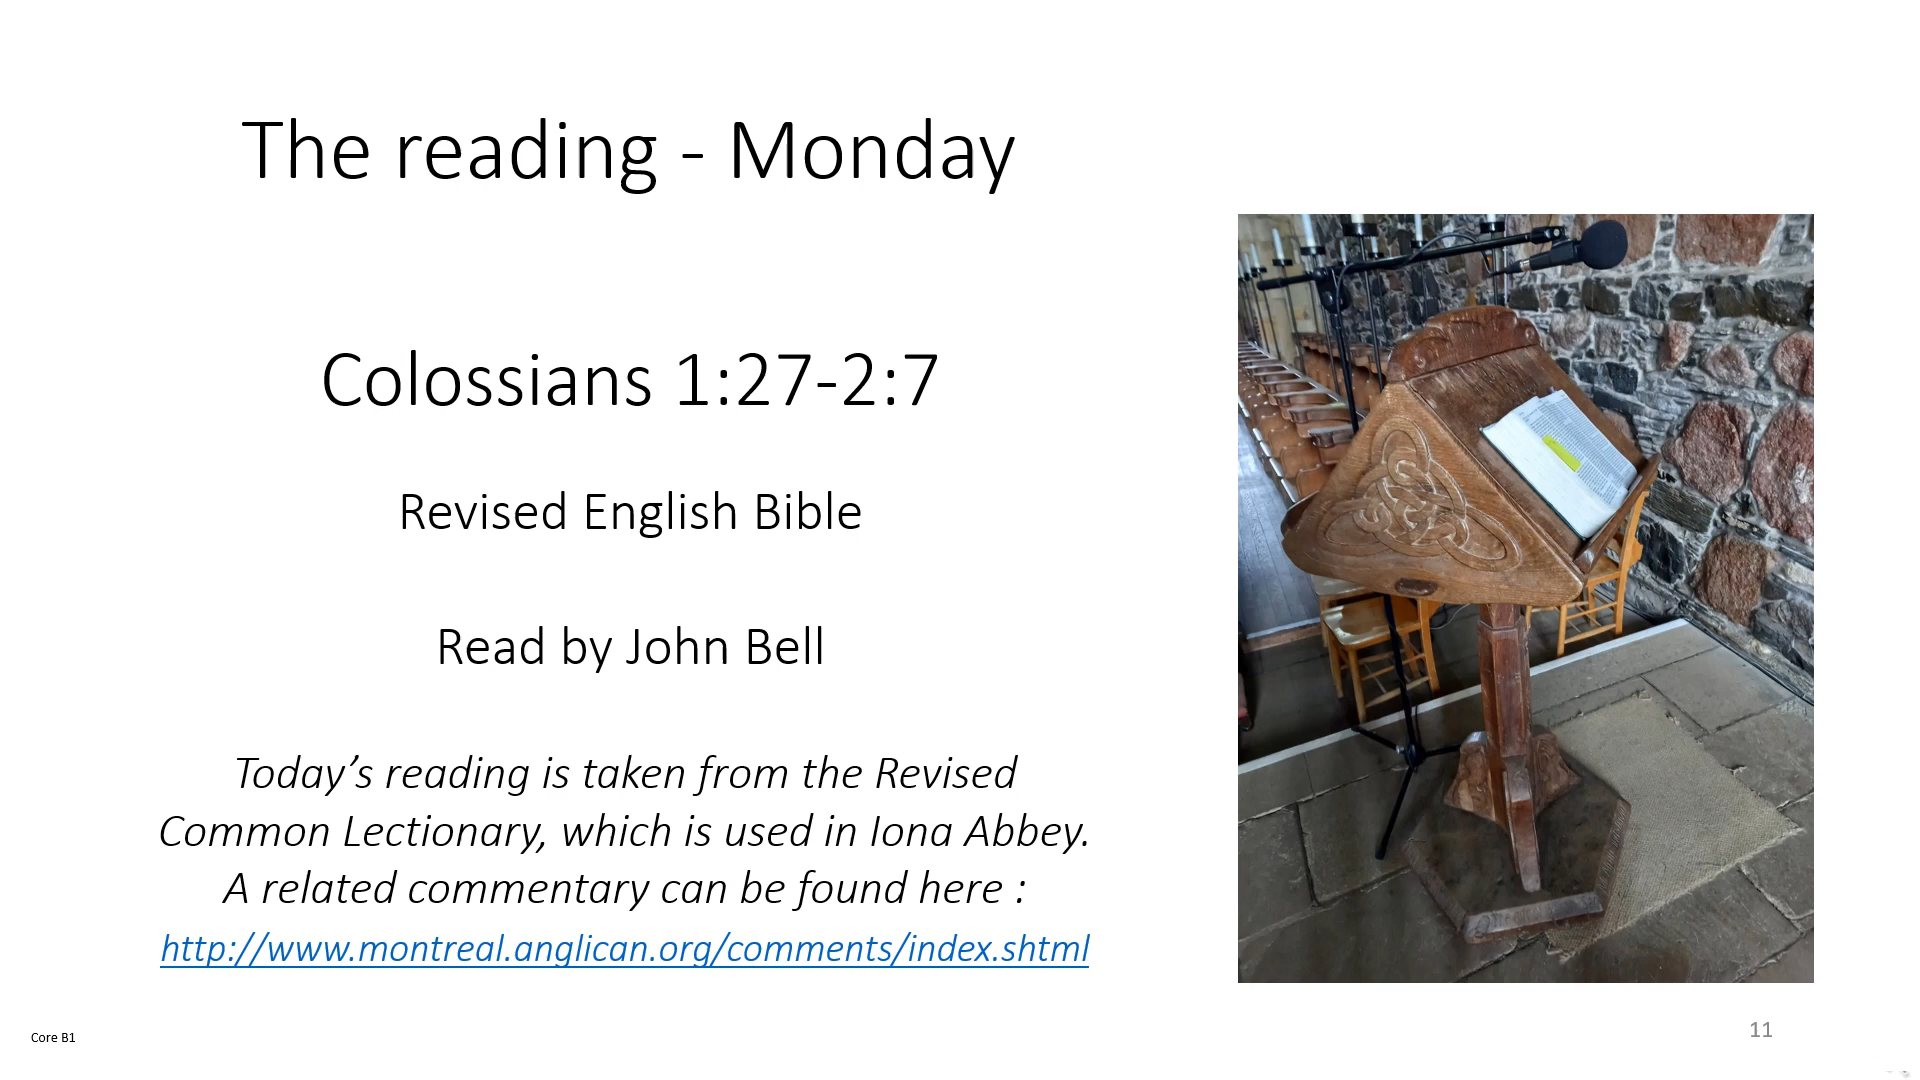 The reading - Monday
Colossians 1:27-2:7
Revised English Bible
Read by John Bell
Today’s reading is taken from the Revised
Common Lectionary, which is used in Iona Abbey.
A related commentary can be found here :
http://www.montreal.anglican.org/comments/index.shtml
Core B1
11